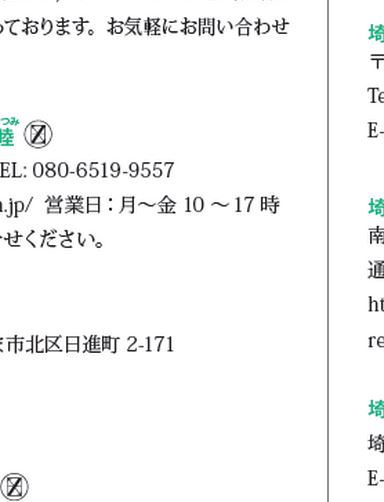 っております。お気軽にお問い合わせ
つみ
睦
EL: 080-6519-9557
.jp/ 営業日：月〜金 10 〜 17 時
せください。
市北区日進町 2-171
埼
〒
Te
E-
埼
南
通
ht
re
埼
埼
E-